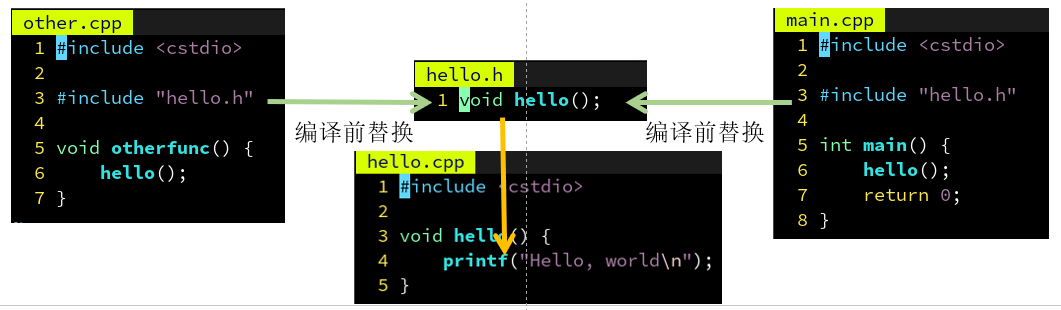 other.cpp
1 #include <cstdio>
2
3 #include "hello.h"
4
5 void otherfunc() {
6     hello();
7 }
编译前替换
hello.h
1 void hello();
hello.cpp
1 #include <cstdio>
2
3 void hello() {
4     printf("Hello, world\n");
5 }
编译前替换
main.cpp
1 #include <cstdio>
2
3 #include "hello.h"
4
5 int main() {
6     hello();
7     return 0;
8 }